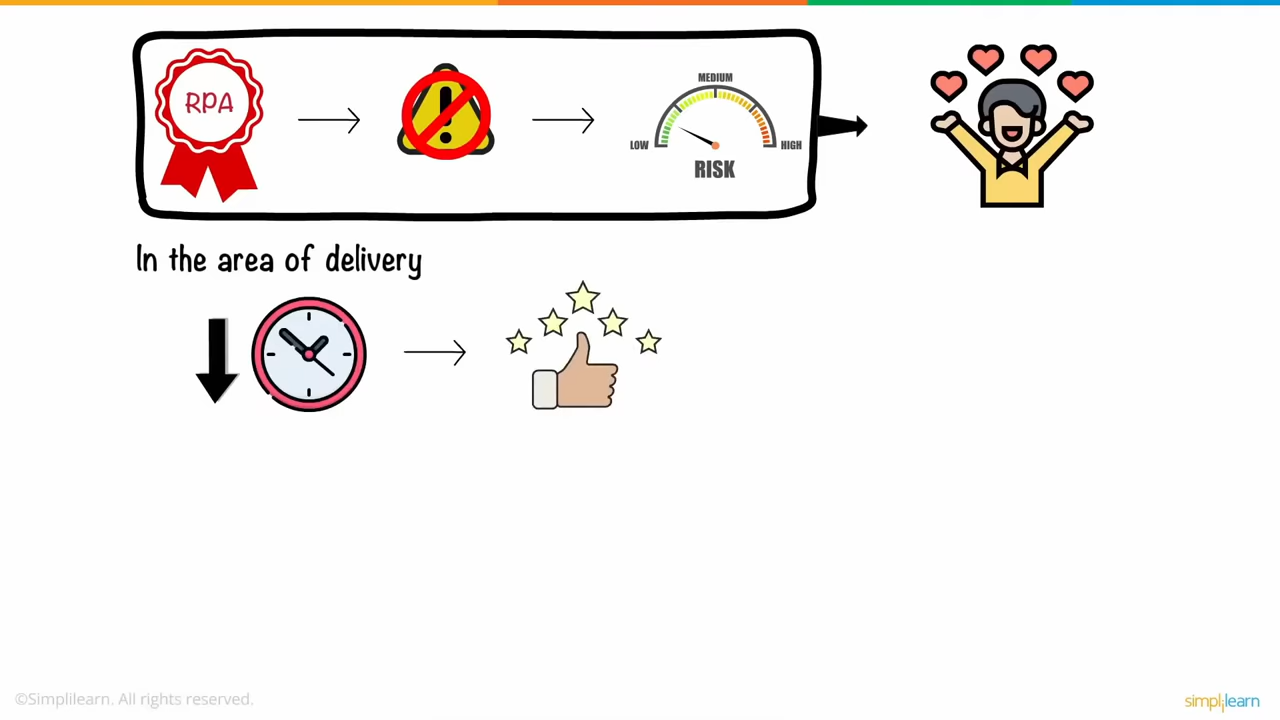 RPA
MEDIUM
LOW
HIGH
RISK
In the area of delivery
©Simplilearn. All rights reserved.
simplilearn